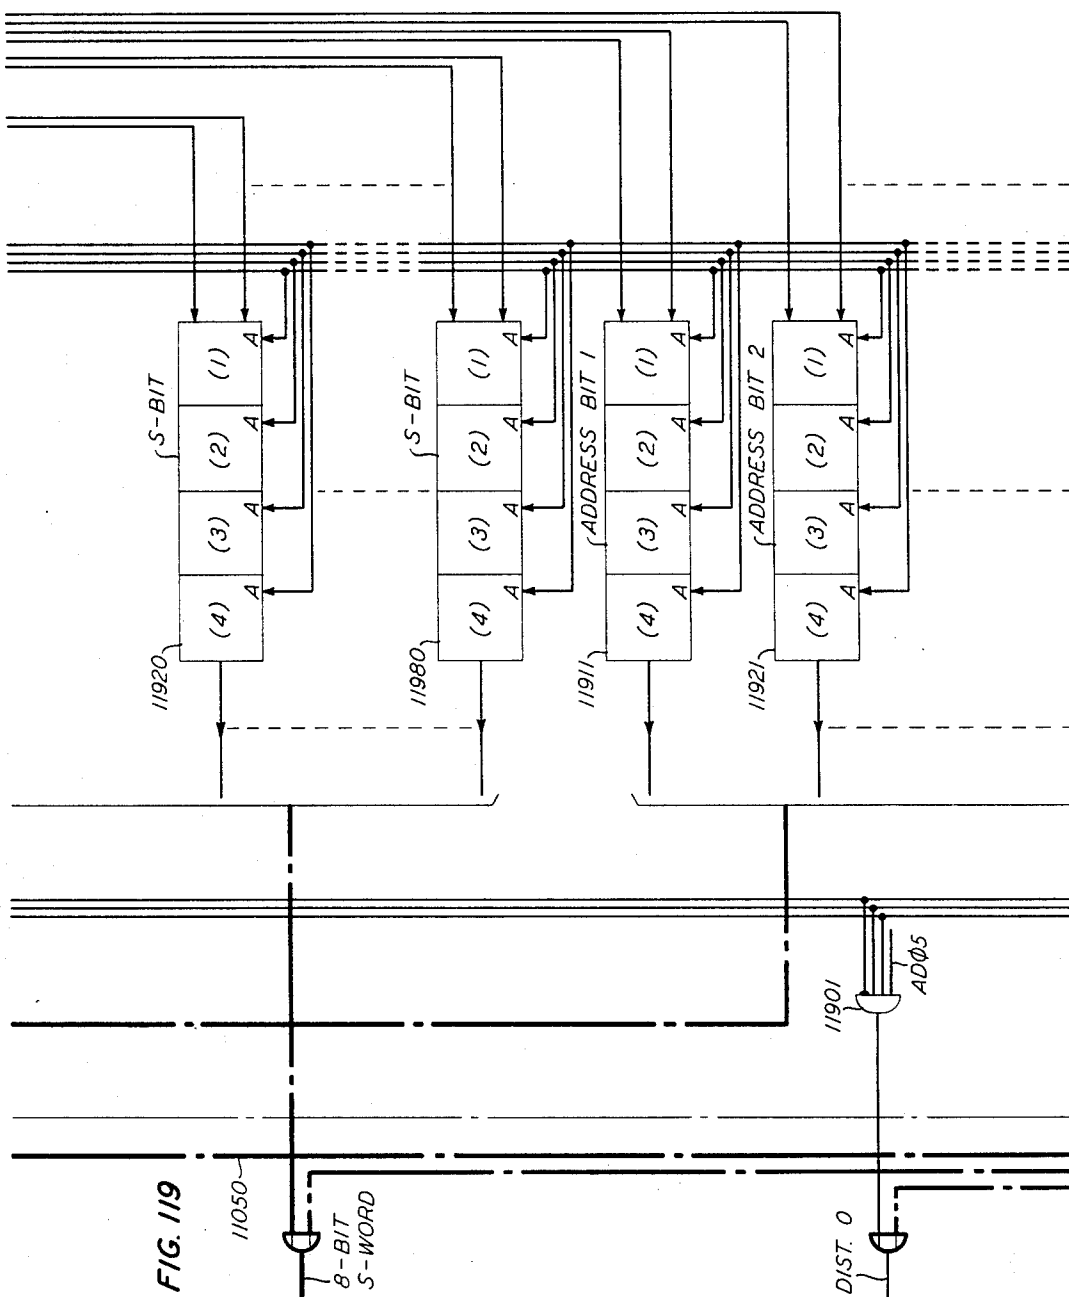 FIG. 119
S-BIT
(1) A
(2) A
(3) A
(4) A
11920
S-BIT
(1) A
(2) A
(3) A
(4) A
11980
ADDRESS BIT 1
(1) A
(2) A
(3) A
(4) A
11911
ADDRESS BIT 2
(1) A
(2) A
(3) A
(4) A
11921
11901
ADØ5
11050
8-BIT
S-WORD
DIST. 0